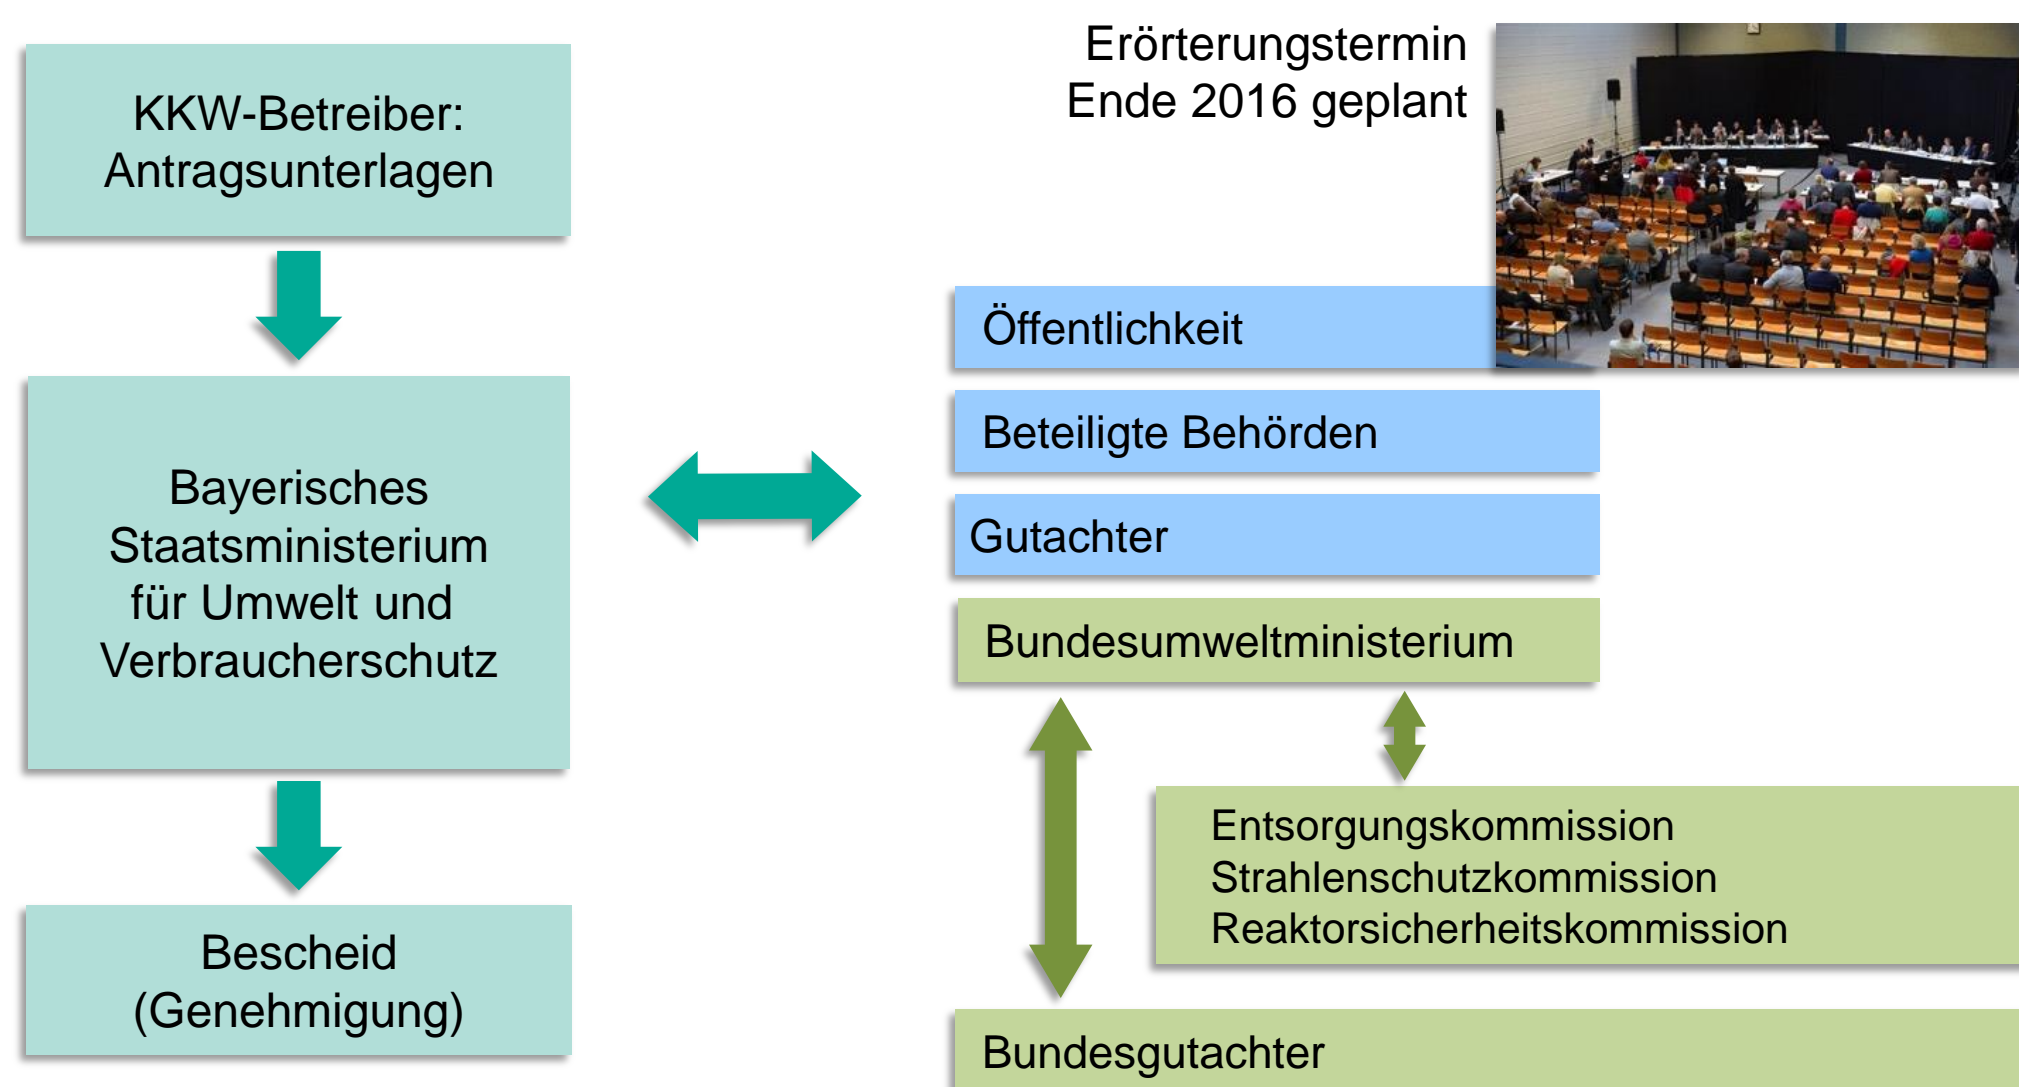 KKW-Betreiber:
Antragsunterlagen
Bayerisches
Staatsministerium
für Umwelt und
Verbraucherschutz
Bescheid
(Genehmigung)
Erörterungstermin
Ende 2016 geplant
Öffentlichkeit
Beteiligte Behörden
Gutachter
Bundesumweltministerium
Entsorgungskommission
Strahlenschutzkommission
Reaktorsicherheitskommission
Bundesgutachter